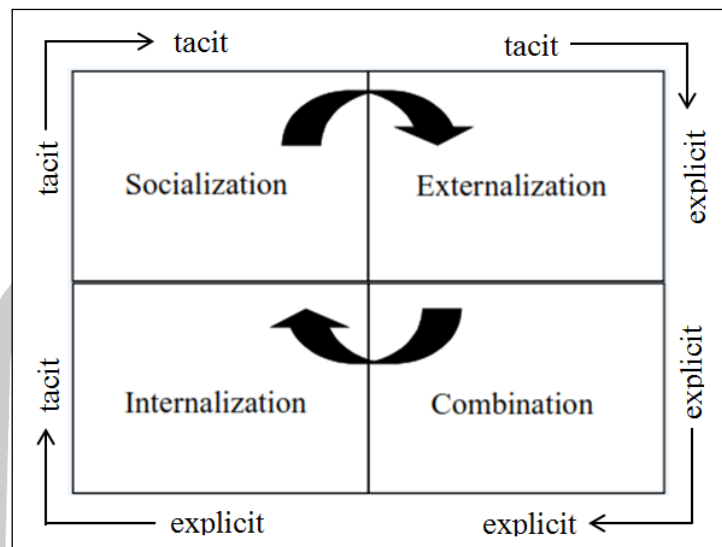 tacit tacit
tacit explicit
Socialization Externalization
tacit explicit
Internalization Combination
explicit explicit